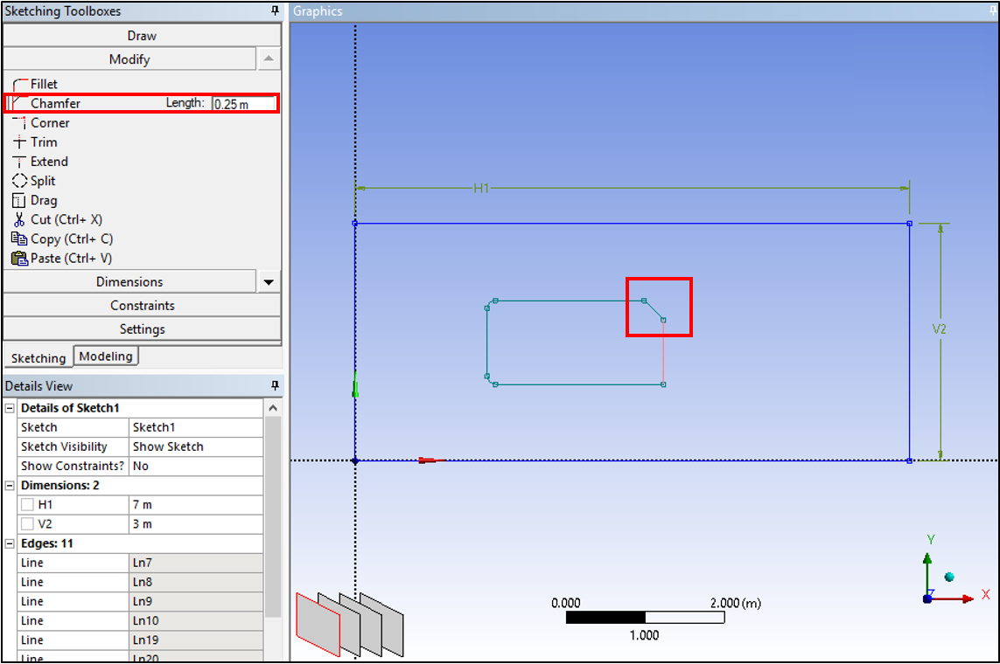 Sketching Toolboxes
Draw
Modify
Fillet
Chamfer Length: 0.25 m
Corner
Trim
Extend
Split
Drag
Cut (Ctrl+ X)
Copy (Ctrl+ C)
Paste (Ctrl+ V)
Dimensions
Constraints
Settings
Sketching Modeling
Details View
Details of Sketch1
Sketch Sketch1
Sketch Visibility Show Sketch
Show Constraints? No
Dimensions: 2
H1 7 m
V2 3 m
Edges: 11
Line Ln7
Line Ln8
Line Ln9
Line Ln10
Line Ln19
Line Ln20
Graphics
H1
V2
Y
Z
X
0.000 2.000 (m)
1.000